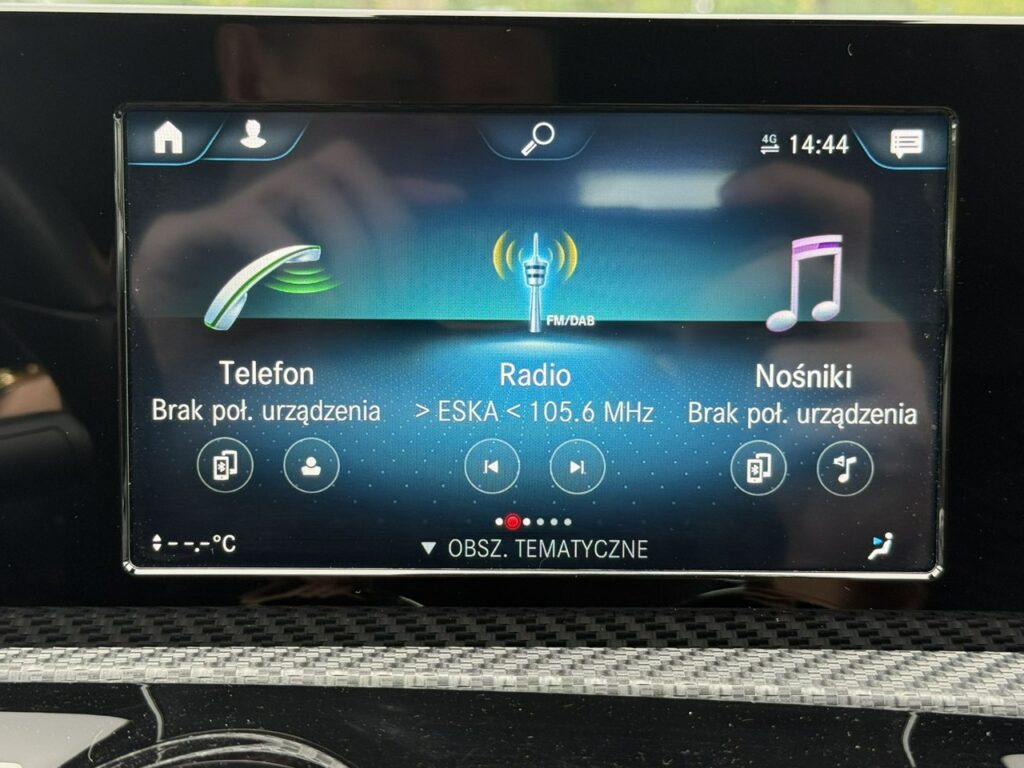 4G 14:44
FM/DAB
Telefon
Radio
Nośniki
Brak poł. urządzenia
> ESKA < 105.6 MHz
Brak poł. urządzenia
--.-°C
OBSZ. TEMATYCZNE